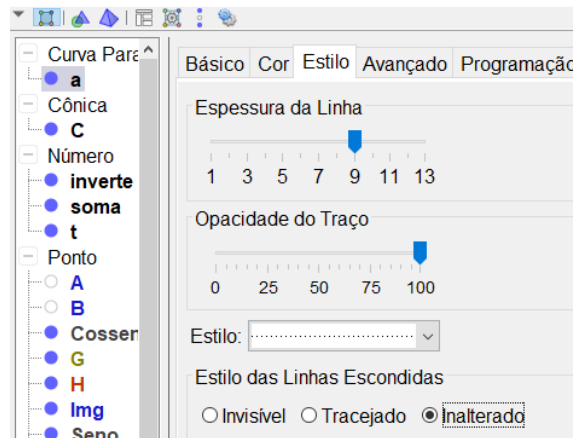 Curva Para
a
Cônica
C
Número
inverte
soma
t
Ponto
A
B
Cossen
G
H
Img
Seno
Básico Cor Estilo Avançado Programação
Espessura da Linha
1 3 5 7 9 11 13
Opacidade do Traço
0 25 50 75 100
Estilo:
Estilo das Linhas Escondidas
Invisível Tracejado Inalterado